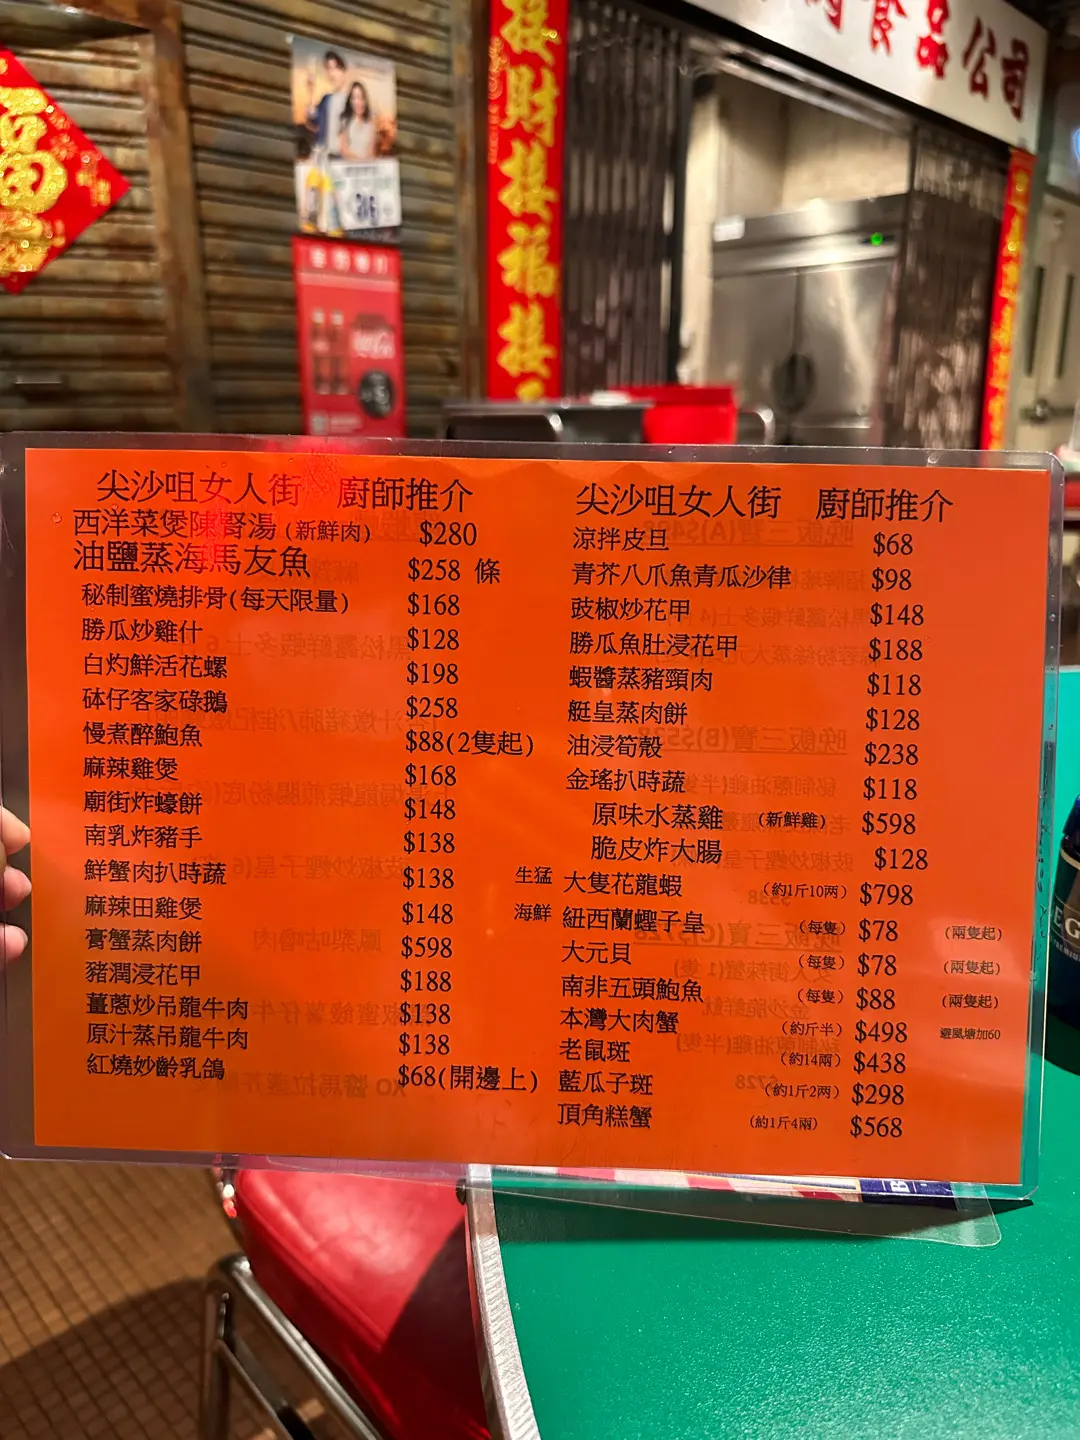 福
接財接福接
食品公司
尖沙咀女人街 廚師推介
西洋菜煲陳腎湯(新鮮肉) $280
油鹽蒸海馬友魚 $258 條
秘制蜜燒排骨(每天限量) $168
勝瓜炒雞什 $128
白灼鮮活花螺 $198
砵仔客家碌鵝 $258
慢煮醉鮑魚 $88(2隻起)
麻辣雞煲 $168
廟街炸蠔餅 $148
南乳炸豬手 $138
鮮蟹肉扒時蔬 $138
麻辣田雞煲 $148
膏蟹蒸肉餅 $598
豬潤浸花甲 $188
薑蔥炒吊龍牛肉 $138
原汁蒸吊龍牛肉 $138
紅燒妙齡乳鴿 $68(開邊上)
尖沙咀女人街 廚師推介
涼拌皮旦 $68
青芥八爪魚青瓜沙律 $98
豉椒炒花甲 $148
勝瓜魚肚浸花甲 $188
蝦醬蒸豬頸肉 $118
艇皇蒸肉餅 $128
油浸筍殼 $238
金瑤扒時蔬 $118
原味水蒸雞 (新鮮雞) $598
脆皮炸大腸 $128
生猛 大隻花龍蝦 (約1斤10两) $798
海鮮 紐西蘭蟶子皇 (每隻) $78 (兩隻起)
大元貝 (每隻) $78 (兩隻起)
南非五頭鮑魚 (每隻) $88 (兩隻起)
本灣大肉蟹 (約斤半) $498 避風塘加60
老鼠斑 (約14兩) $438
藍瓜子斑 (約1斤2两) $298
頂角糕蟹 (約1斤4兩) $568